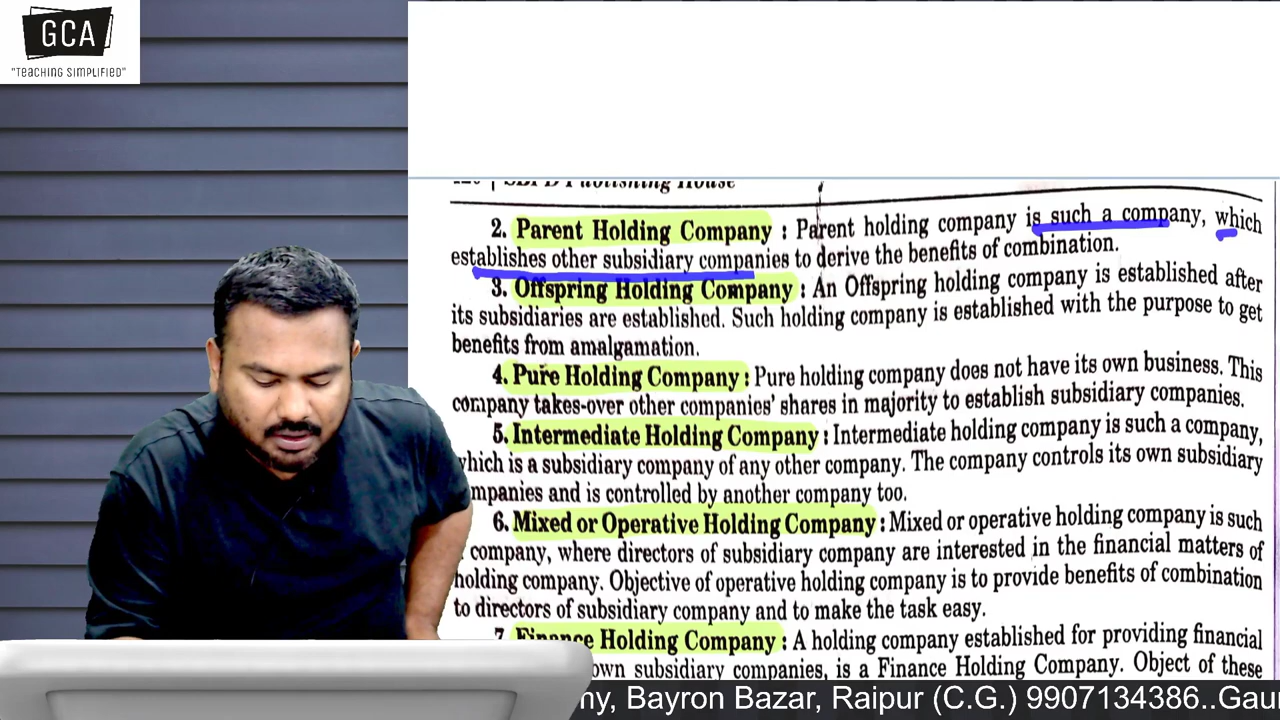 GCA
"TEACHING SIMPLIFIED"
Publishing House
2. Parent Holding Company : Parent holding company is such a company, which
establishes other subsidiary companies to derive the benefits of combination.
3. Offspring Holding Company : An Offspring holding company is established after
its subsidiaries are established. Such holding company is established with the purpose to get
benefits from amalgamation.
4. Pure Holding Company : Pure holding company does not have its own business. This
company takes-over other companies' shares in majority to establish subsidiary companies.
5. Intermediate Holding Company : Intermediate holding company is such a company,
which is a subsidiary company of any other company. The company controls its own subsidiary
mpanies and is controlled by another company too.
6. Mixed or Operative Holding Company : Mixed or operative holding company is such
company, where directors of subsidiary company are interested in the financial matters of
holding company. Objective of operative holding company is to provide benefits of combination
to directors of subsidiary company and to make the task easy.
7. Finance Holding Company : A holding company established for providing financial
own subsidiary companies, is a Finance Holding Company. Object of these
my, Bayron Bazar, Raipur (C.G.) 9907134386..Gau